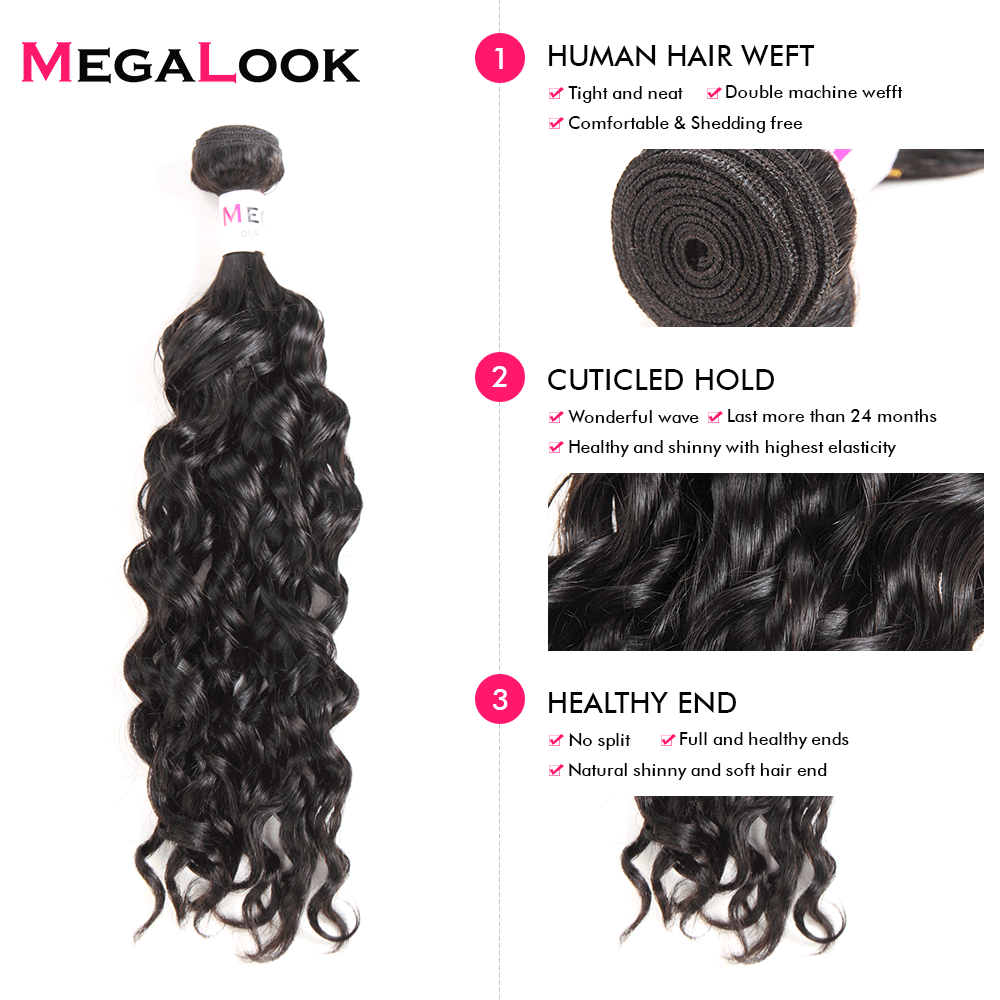 MEGALOOK
ME
1
HUMAN HAIR WEFT
Tight and neat Double machine wefft
Comfortable & Shedding free
2
CUTICLED HOLD
Wonderful wave Last more than 24 months
Healthy and shinny with highest elasticity
3
HEALTHY END
No split Full and healthy ends
Natural shinny and soft hair end